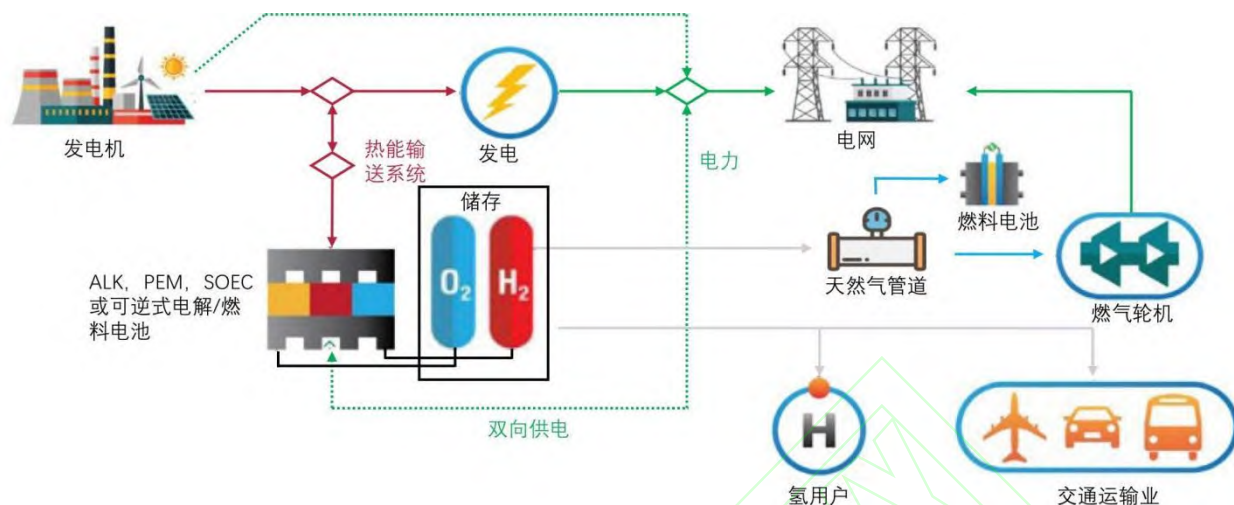 发电机
热能输
送系统
发电
电力
电网
储存
O2
H2
ALK, PEM, SOEC
或可逆式电解/燃
料电池
天然气管道
燃料电池
燃气轮机
双向供电
H
氢用户
交通运输业